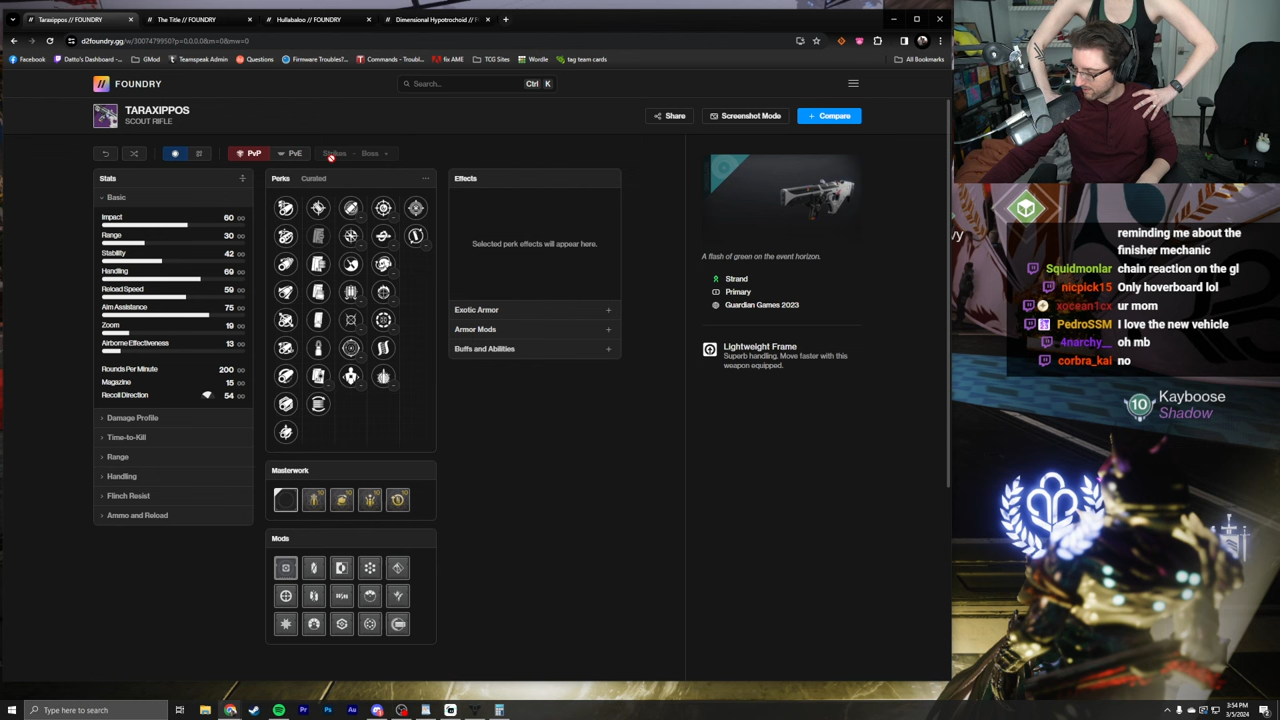 Taraxippos // FOUNDRY
The Title // FOUNDRY
Hullabaloo // FOUNDRY
Dimensional Hypotrochoid // F
d2foundry.gg/w/3007479950?p=0,0,0,0&m=0&mw=0
Facebook
Datto's Dashboard -...
GMod
Teamspeak Admin
Questions
Firmware Troubles?...
Commands - Troubl...
fix AME
TCG Sites
Wordle
tag team cards
All Bookmarks
FOUNDRY
Search...
Ctrl
K
TARAXIPPOS
SCOUT RIFLE
Share
Screenshot Mode
+ Compare
PvP
PvE
Strikes
Boss
Stats
Basic
Impact 60
Range 30
Stability 42
Handling 69
Reload Speed 59
Aim Assistance 75
Zoom 19
Airborne Effectiveness 13
Rounds Per Minute 200
Magazine 15
Recoil Direction 54
Damage Profile
Time-to-Kill
Range
Handling
Flinch Resist
Ammo and Reload
Perks
Curated
Masterwork
Mods
Effects
Selected perk effects will appear here.
Exotic Armor +
Armor Mods +
Buffs and Abilities +
A flash of green on the event horizon.
Strand
Primary
Guardian Games 2023
Lightweight Frame
Superb handling. Move faster with this
weapon equipped.
reminding me about the
finisher mechanic
Squidmonlar chain reaction on the gl
nicpick15 Only hoverboard lol
xocean1cx ur mom
PedroSSM I love the new vehicle
4narchy__ oh mb
corbra_kai no
10
Kayboose
Shadow
Type here to search
3:54 PM
3/5/2024